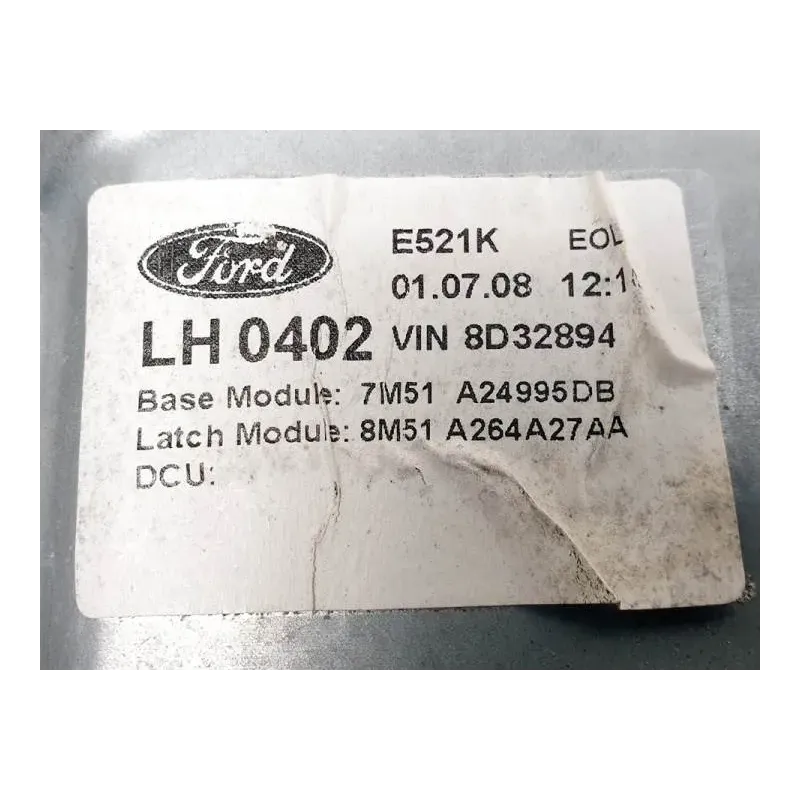 Ford
E521K EOL
01.07.08
LH 0402 VIN 8D32894
Base Module: 7M51 A24995DB
Latch Module: 8M51 A264A27AA
DCU: